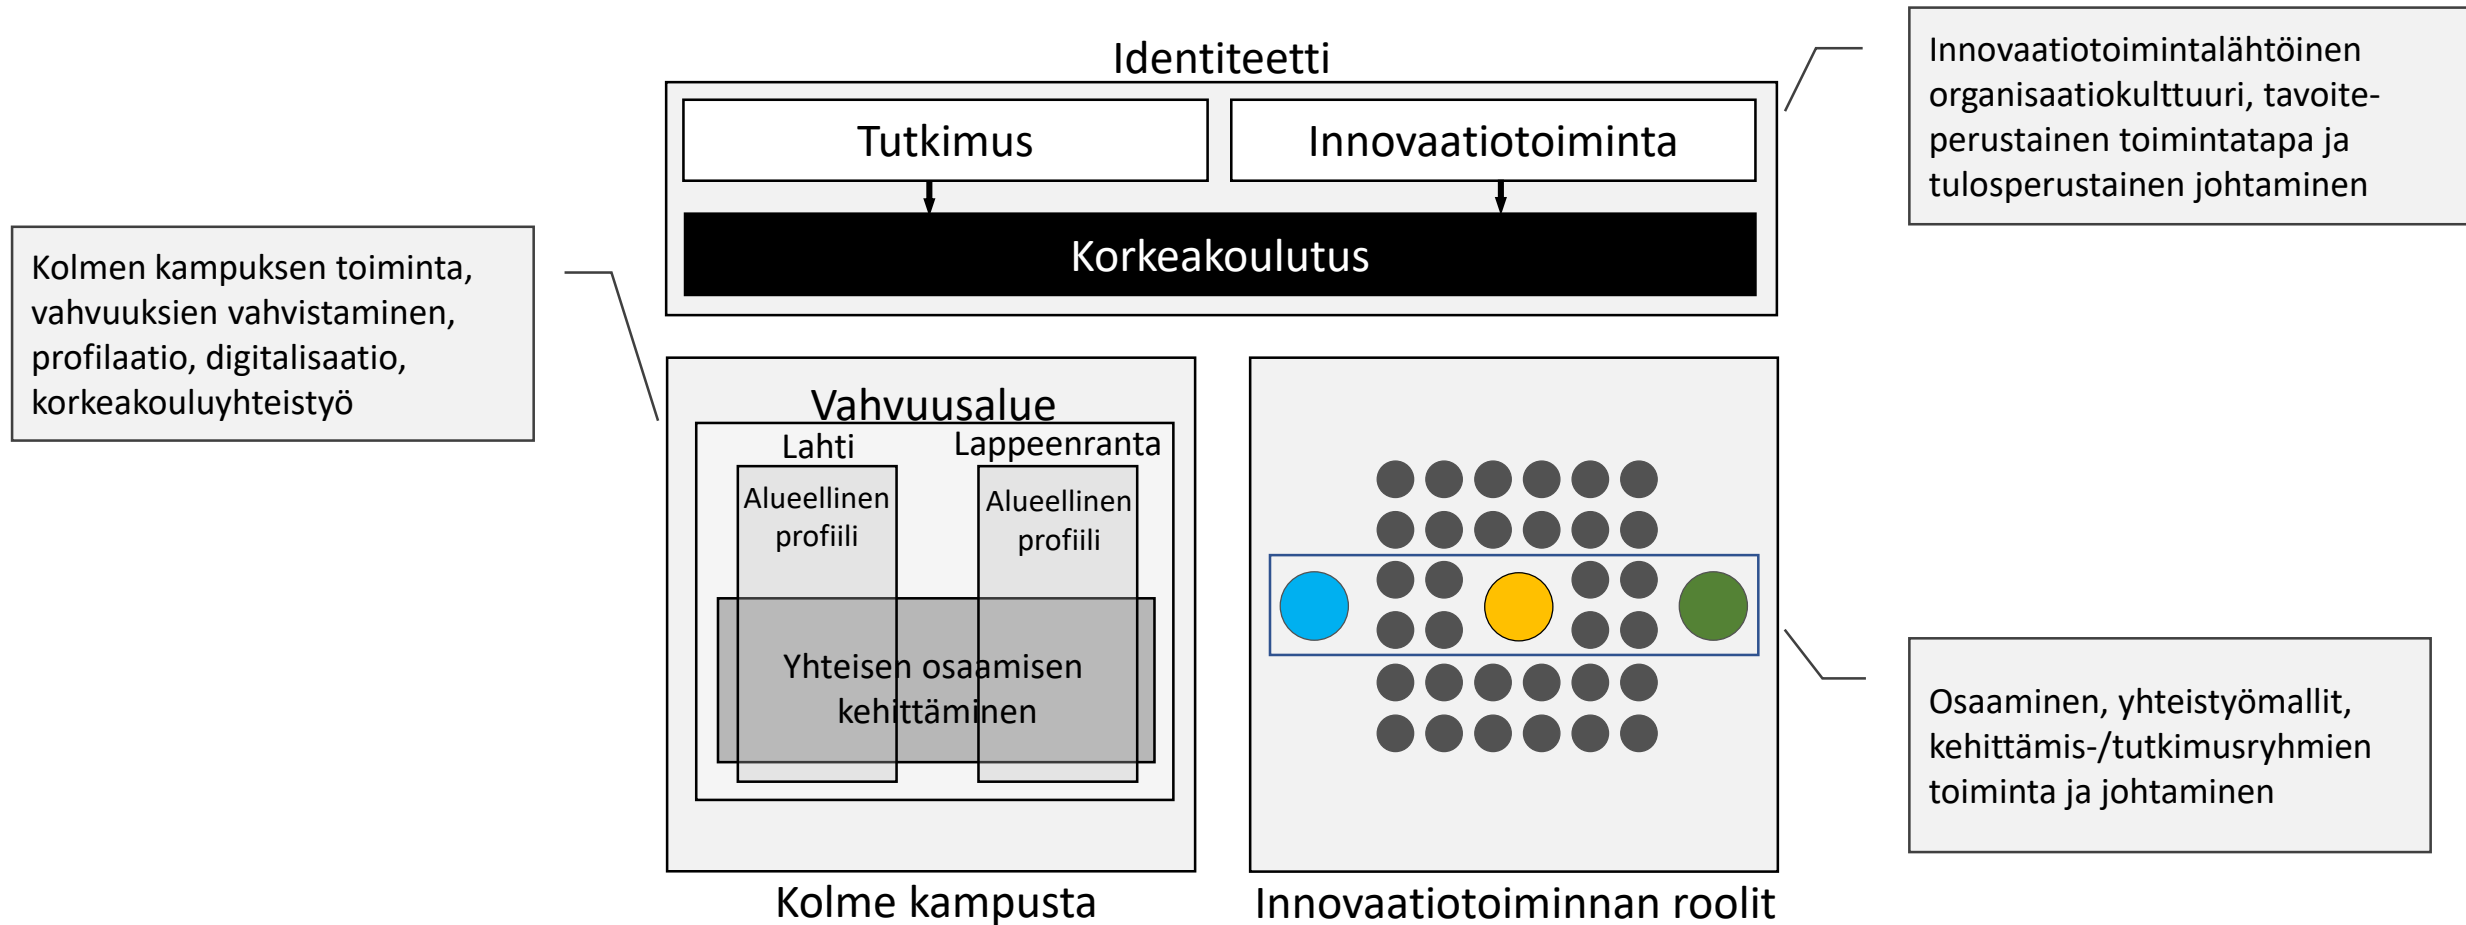 Identiteetti
Tutkimus
Innovaatiotoiminta
Korkeakoulutus
Innovaatiotoimintalähtöinen
organisaatiokulttuuri, tavoite-
perustainen toimintatapa ja
tulosperustainen johtaminen
Kolmen kampuksen toiminta,
vahvuuksien vahvistaminen,
profilaatio, digitalisaatio,
korkeakouluyhteistyö
Vahvuusalue
Lahti
Lappeenranta
Alueellinen
profiili
Alueellinen
profiili
Yhteisen osaamisen
kehittäminen
Kolme kampusta
Osaaminen, yhteistyömallit,
kehittämis-/tutkimusryhmien
toiminta ja johtaminen
Innovaatiotoiminnan roolit